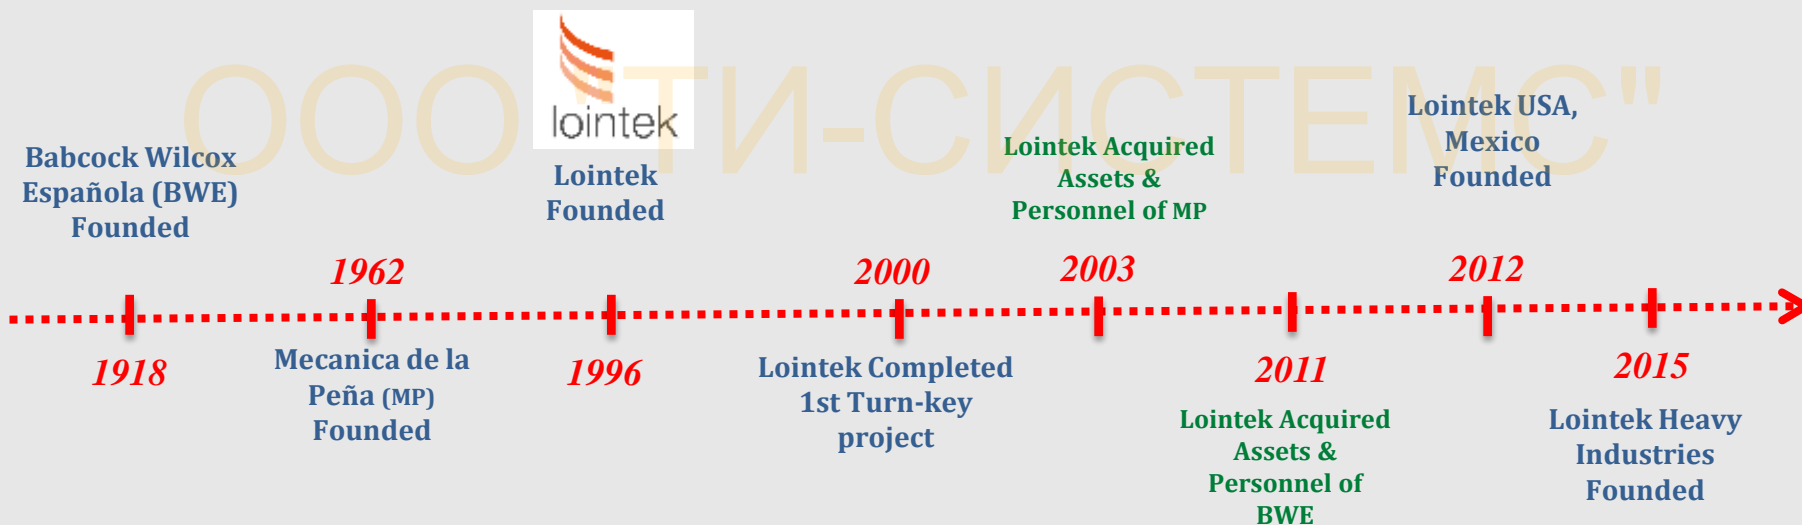 ООО "ТИ-СИСТЕМС"
lointek
Babcock Wilcox
Española (BWE)
Founded
1918
1962
Mecanica de la
Peña (MP)
Founded
Lointek
Founded
1996
2000
Lointek Completed
1st Turn-key
project
Lointek Acquired
Assets &
Personnel of MP
2003
2011
Lointek Acquired
Assets &
Personnel of
BWE
Lointek USA,
Mexico
Founded
2012
2015
Lointek Heavy
Industries
Founded